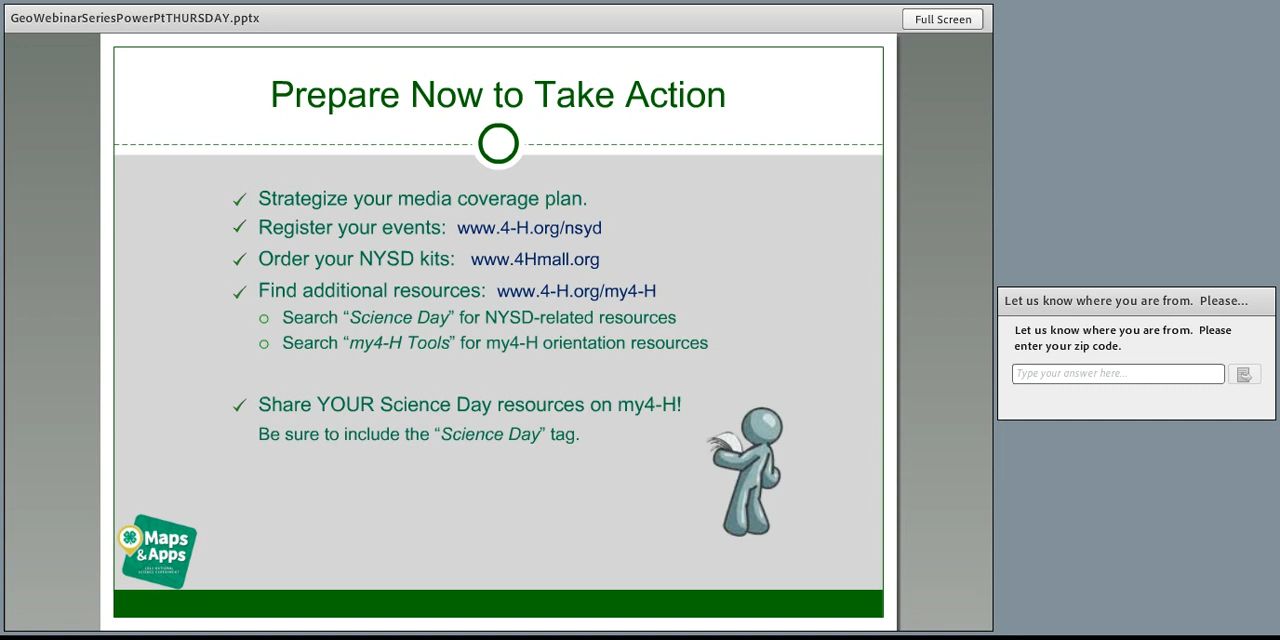 GeoWebinarSeriesPowerPtTHURSDAY.pptx
Full Screen
Prepare Now to Take Action
Strategize your media coverage plan.
Register your events: www.4-H.org/nsyd
Order your NYSD kits: www.4Hmall.org
Find additional resources: www.4-H.org/my4-H
Search “Science Day” for NYSD-related resources
Search “my4-H Tools” for my4-H orientation resources
Share YOUR Science Day resources on my4-H!
Be sure to include the “Science Day” tag.
Maps
& Apps
Let us know where you are from. Please...
Let us know where you are from. Please
enter your zip code.
Type your answer here...